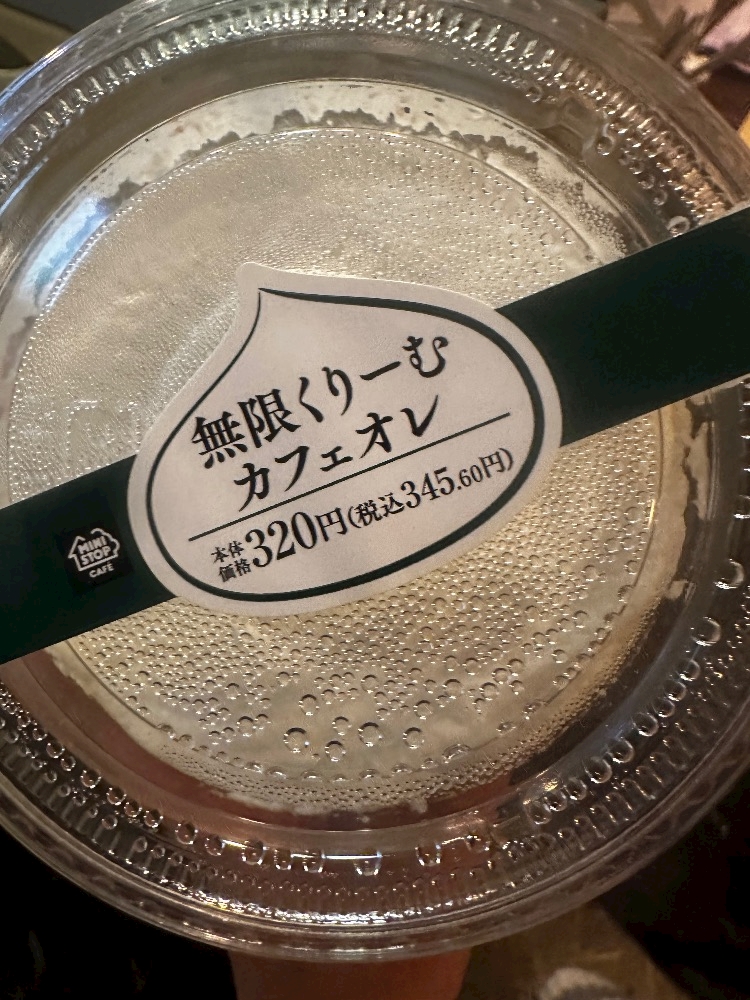 無限くりーむ
カフェオレ
本体
価格320円(税込345.60円)
MINI
STOP
CAFE